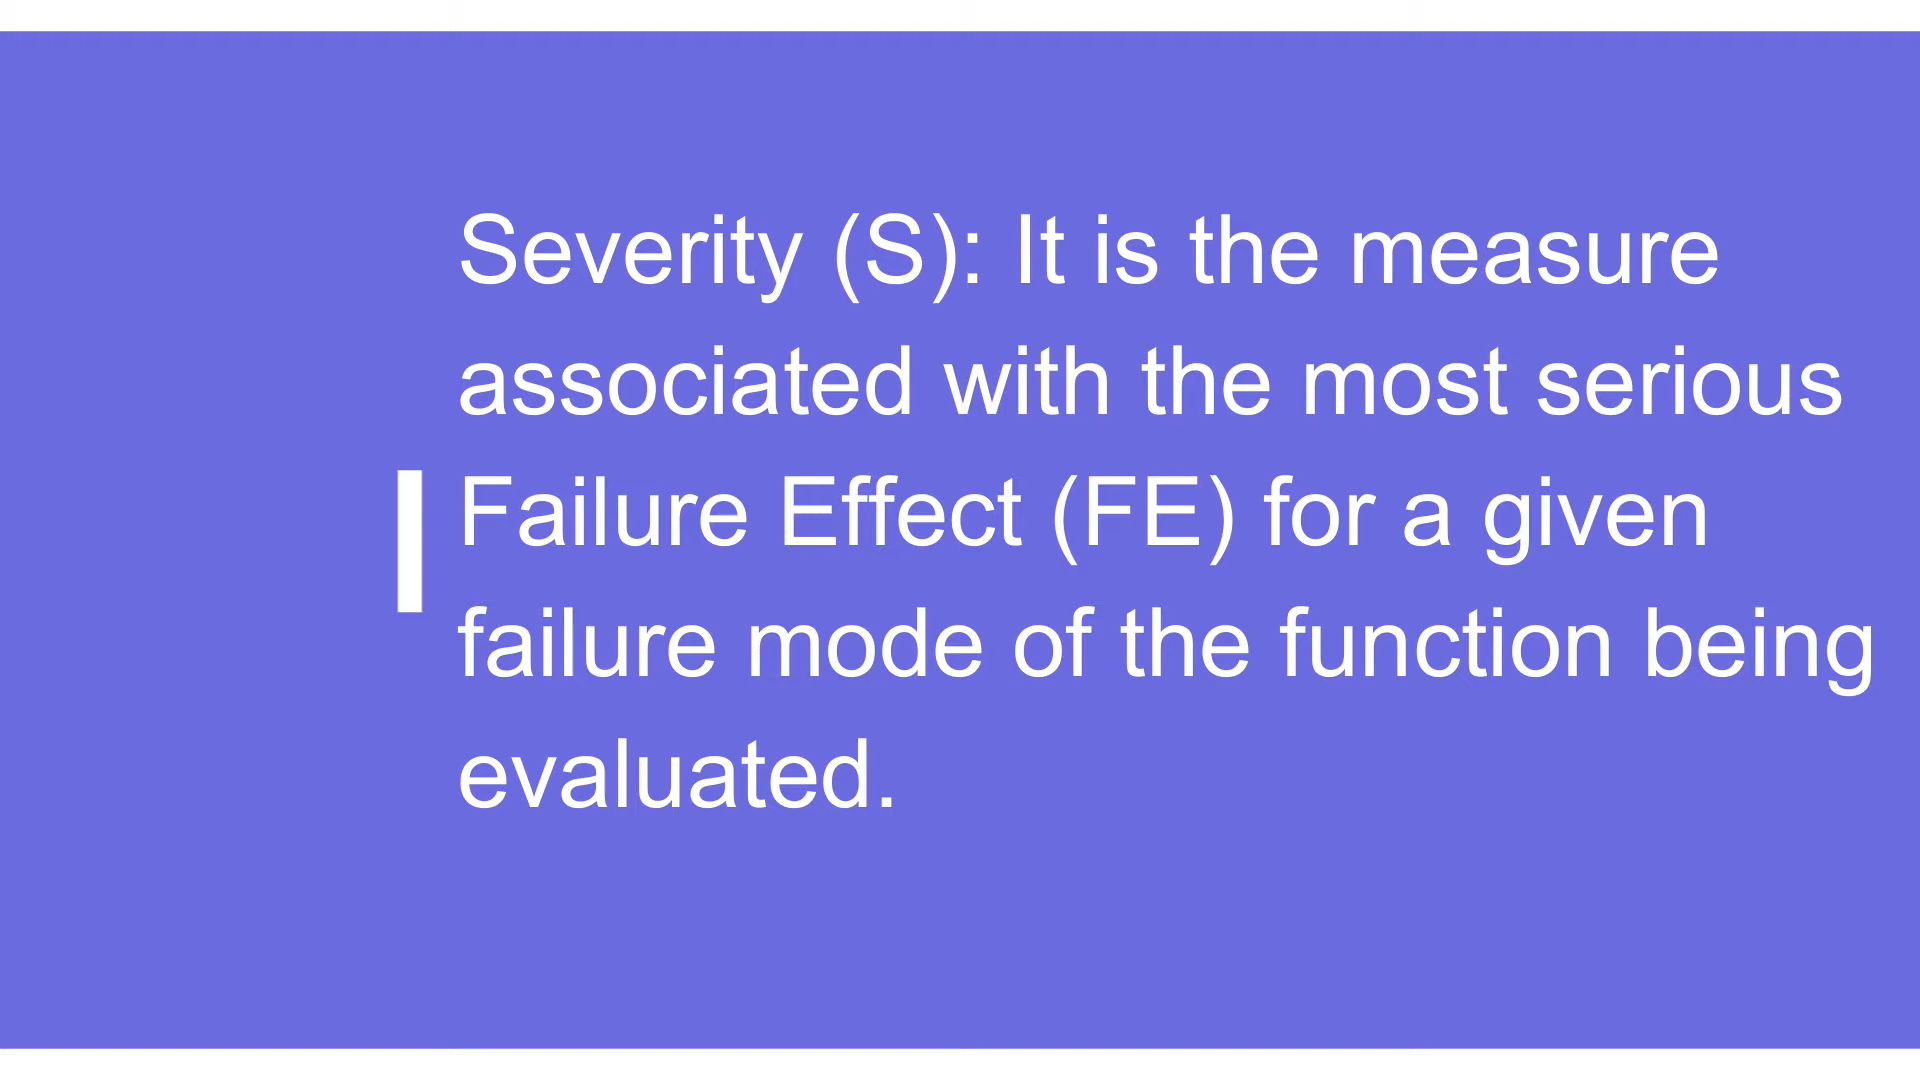 Severity (S): It is the measure
associated with the most serious
Failure Effect (FE) for a given
failure mode of the function being
evaluated.